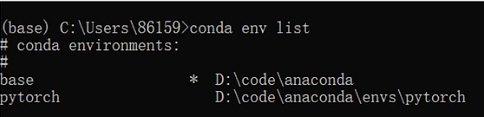 (base) C:\Users\86159>conda env list
# conda environments:
#
base                  *  D:\code\anaconda
pytorch                  D:\code\anaconda\envs\pytorch